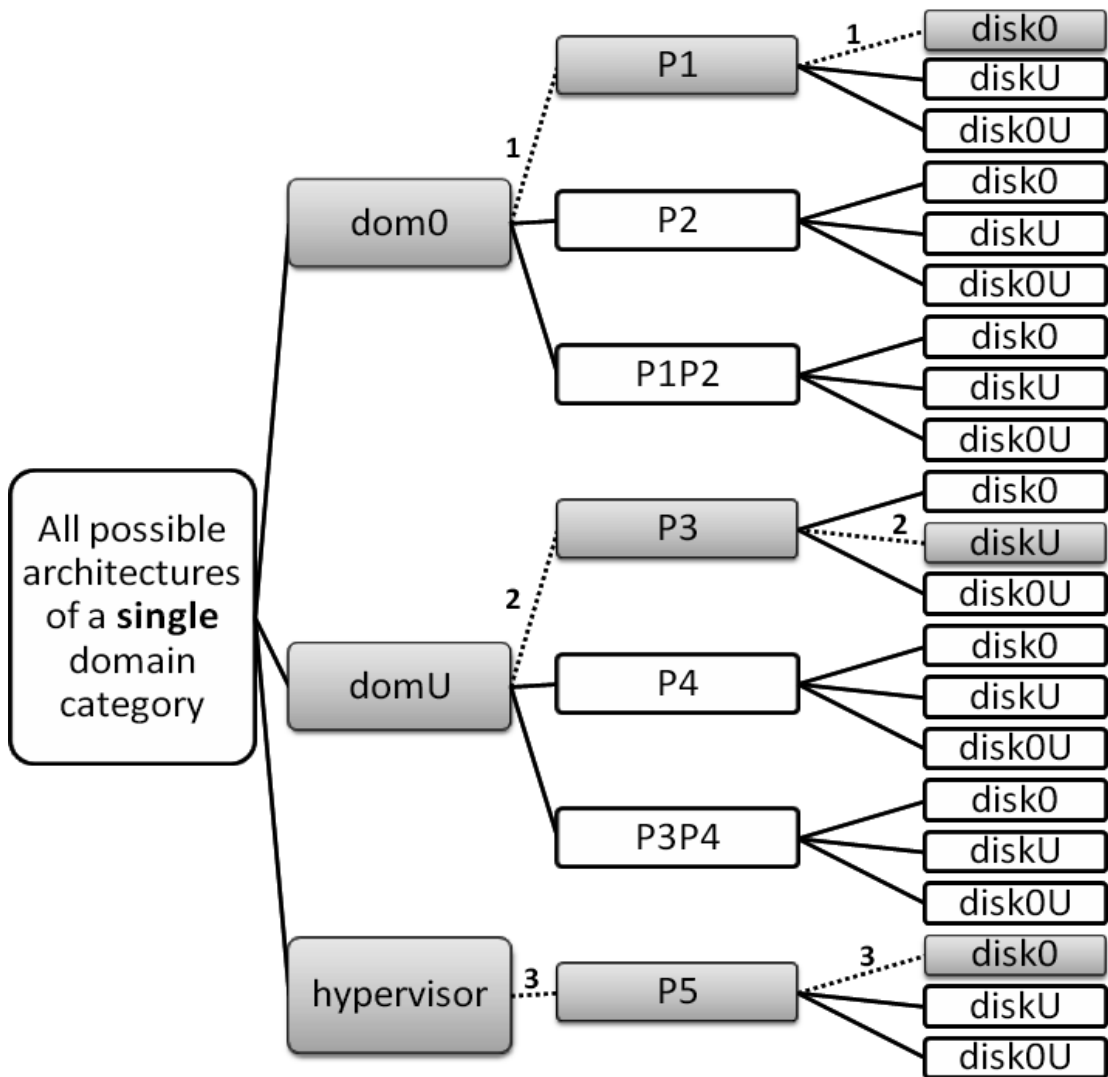 disk0
1
P1
diskU
disk0U
1
disk0
dom0
P2
diskU
disk0U
disk0
P1P2
diskU
disk0U
disk0
All possible
architectures
of a single
domain
category
P3
2
diskU
disk0U
2
disk0
domU
P4
diskU
disk0U
disk0
P3P4
diskU
disk0U
disk0
3
hypervisor
3
P5
diskU
disk0U